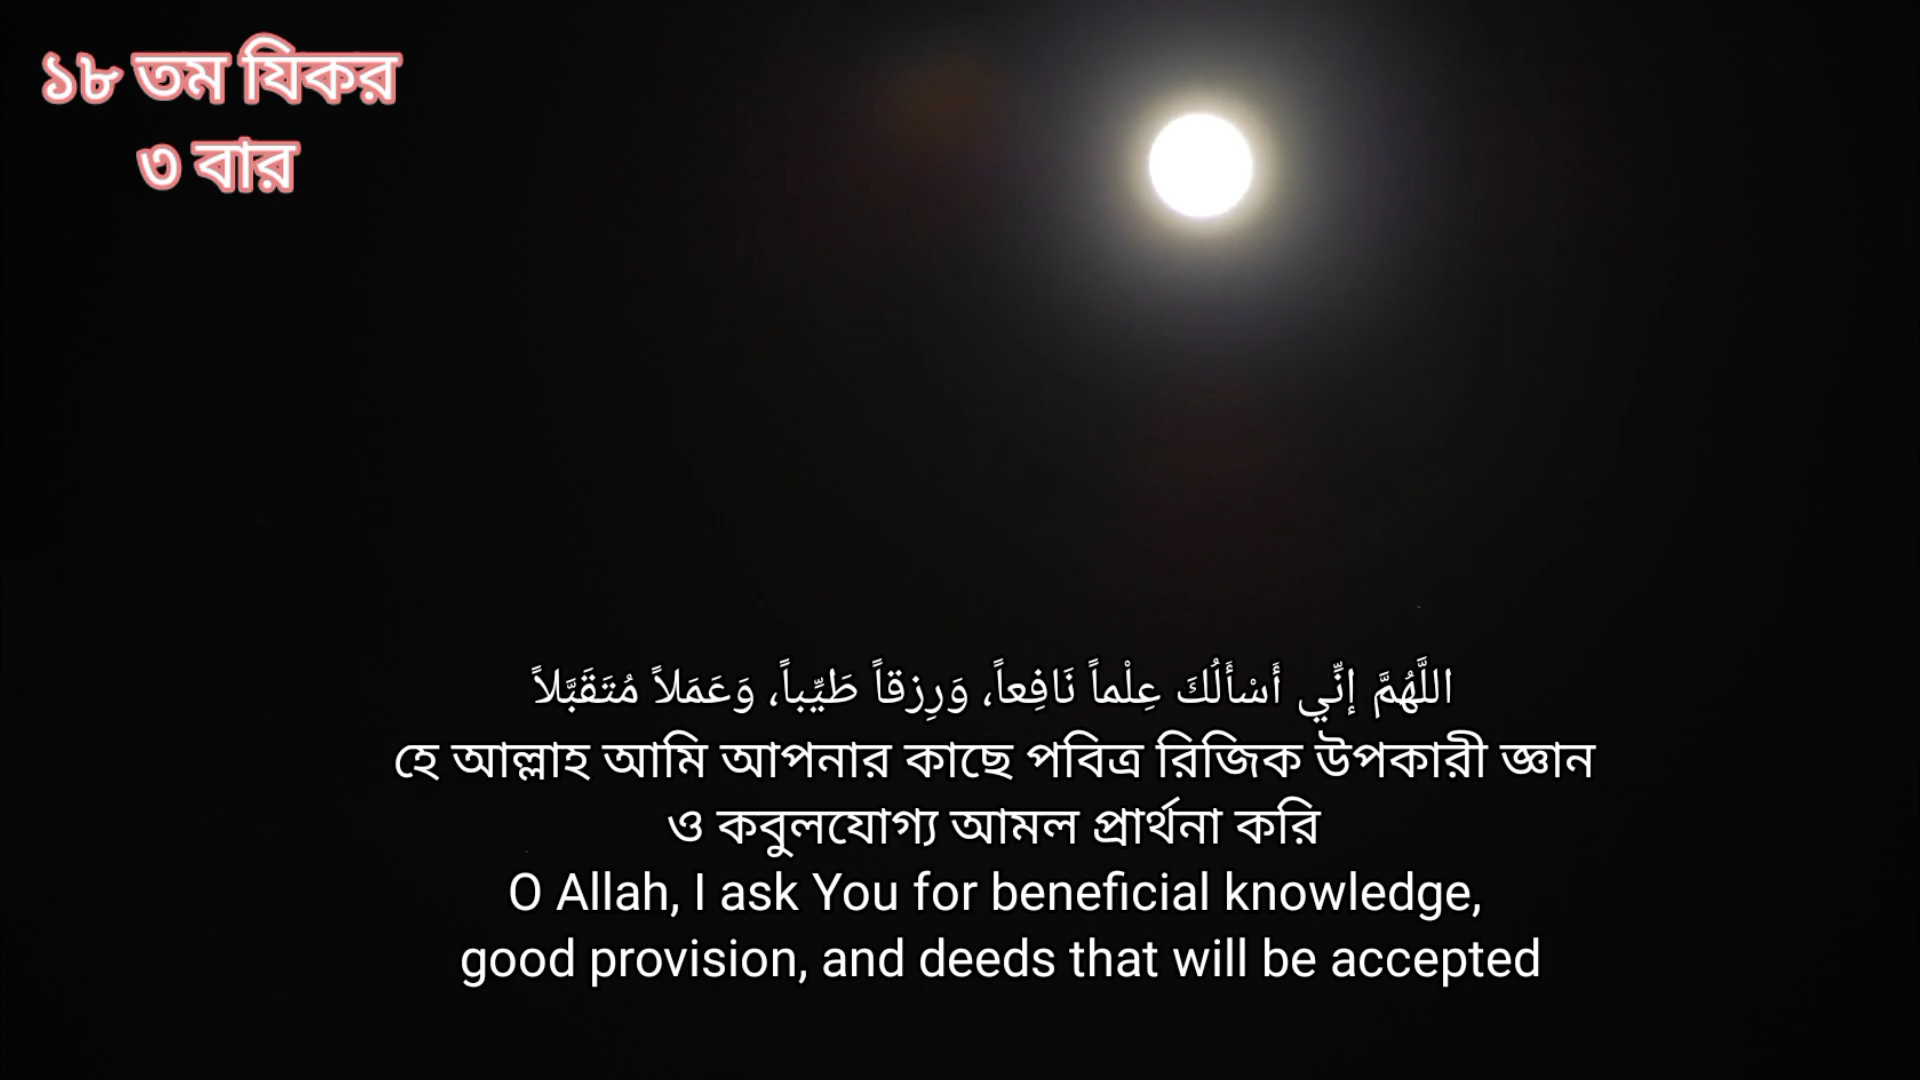 ১৮ তম যিকর
৩ বার
اللَّهُمَّ إنِّي أَسْأَلُكَ عِلْماً نَافِعاً، وَرِزقاً طَيِّباً، وَعَمَلاً مُتَقَبَّلاً
হে আল্লাহ আমি আপনার কাছে পবিত্র রিজিক উপকারী জ্ঞান
ও কবুলযোগ্য আমল প্রার্থনা করি
O Allah, I ask You for beneficial knowledge,
good provision, and deeds that will be accepted